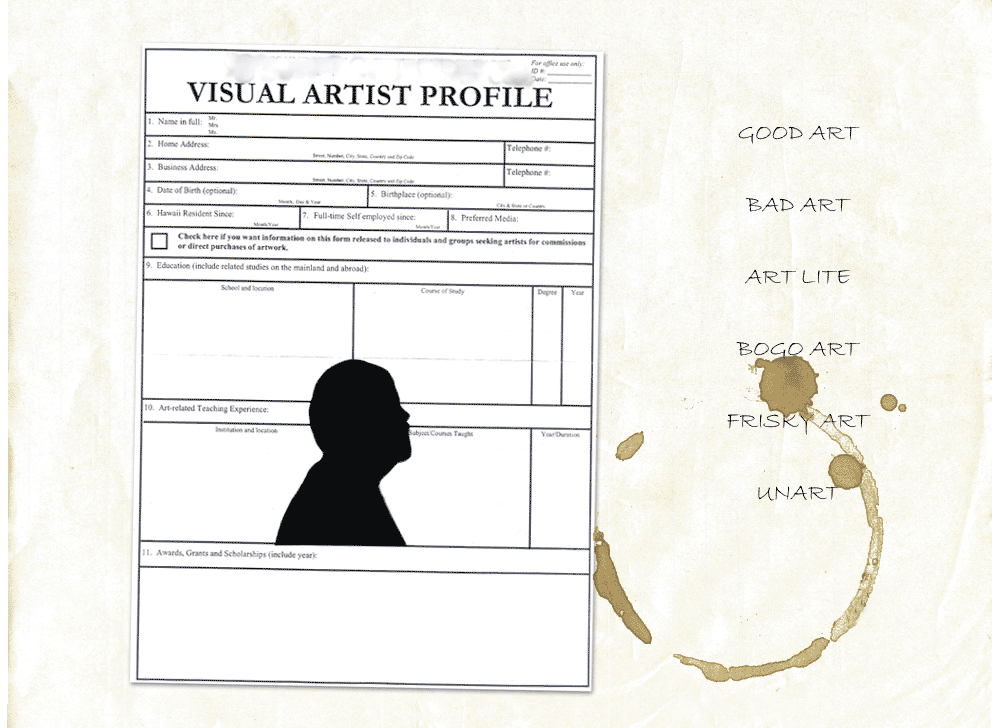 For office use only:
ID #:
Date:
VISUAL ARTIST PROFILE
1. Name in full: Mr.
Mrs
Ms.
2. Home Address:
Street, Number, City, State, Country and Zip Code
Telephone #:
3. Business Address:
Street, Number, City, State, Country and Zip Code
Telephone #:
4. Date of Birth (optional):
Month, Day & Year
5. Birthplace (optional):
City & State or Country
6. Hawaii Resident Since:
Month/Year
7. Full-time Self employed since:
Month/Year
8. Preferred Media:
Check here if you want information on this form released to individuals and groups seeking artists for commissions
or direct purchases of artwork.
9. Education (include related studies on the mainland and abroad):
School and location
Course of Study
Degree
Year
10. Art-related Teaching Experience:
Institution and location
Subject/Courses Taught
Year/Duration
11. Awards, Grants and Scholarships (include year):
GOOD ART
BAD ART
ART LITE
BOGO ART
FRISKY ART
UNART